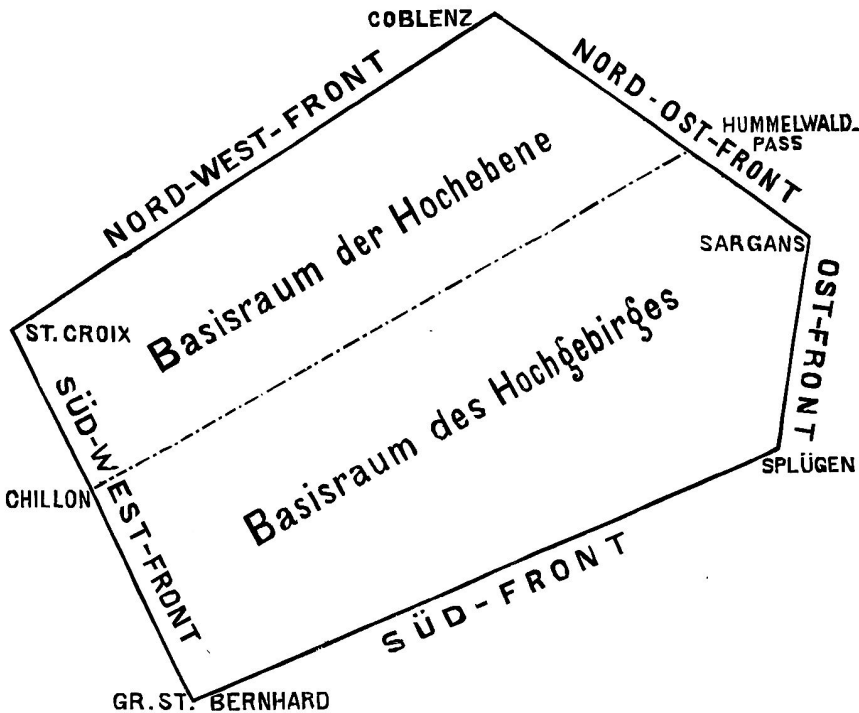 COBLENZ
NORD-WEST-FRONT
NORD-OST-FRONT
HUMMELWALD-
PASS
Basisraum der Hochebene
SARGANS
ST. CROIX
OST-FRONT
Basisraum des Hochgebirges
SÜD-WEST-FRONT
SPLÜGEN
CHILLON
SÜD-FRONT
GR. ST. BERNHARD